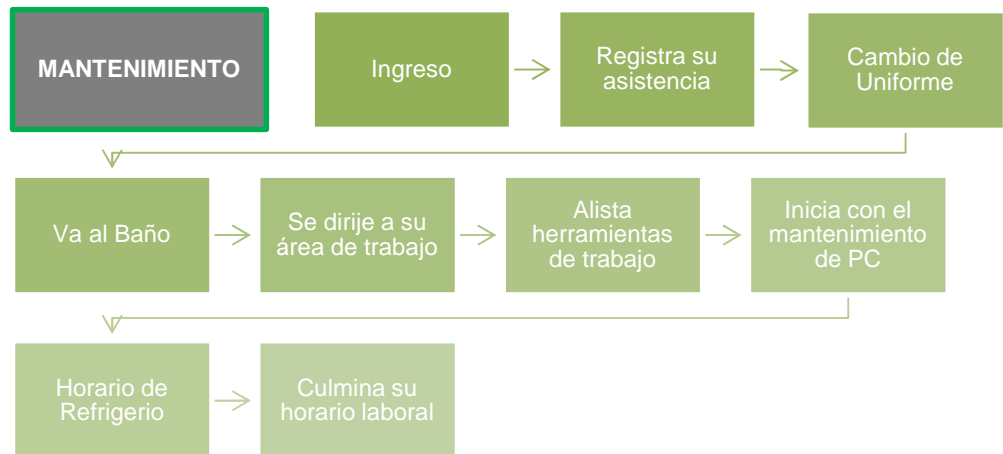 MANTENIMIENTO
Ingreso
Registra su
asistencia
Cambio de
Uniforme
Va al Baño
Se dirije a su
área de trabajo
Alista
herramientas
de trabajo
Inicia con el
mantenimiento
de PC
Horario de
Refrigerio
Culmina su
horario laboral